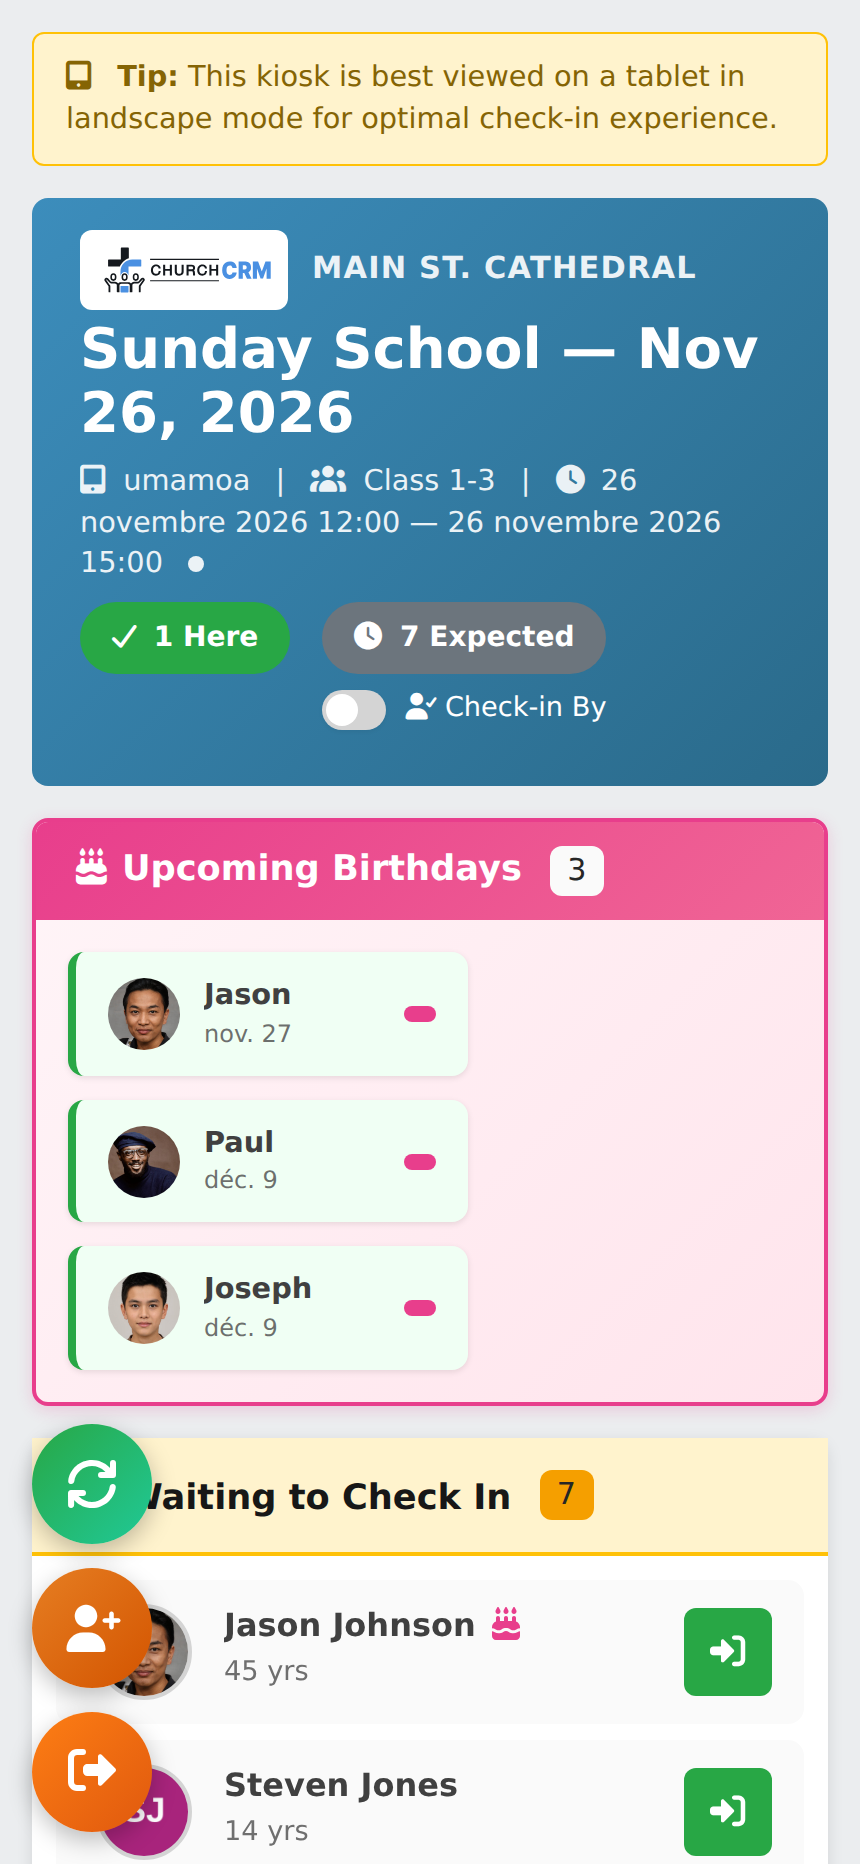 Tip: This kiosk is best viewed on a tablet in
landscape mode for optimal check-in experience.
CHURCHCRM
MAIN ST. CATHEDRAL
Sunday School — Nov
26, 2026
umamoa | Class 1-3 | 26
novembre 2026 12:00 — 26 novembre 2026
15:00
1 Here
7 Expected
Check-in By
Upcoming Birthdays 3
Jason
nov. 27
Paul
déc. 9
Joseph
déc. 9
Waiting to Check In 7
Jason Johnson
45 yrs
SJ
Steven Jones
14 yrs